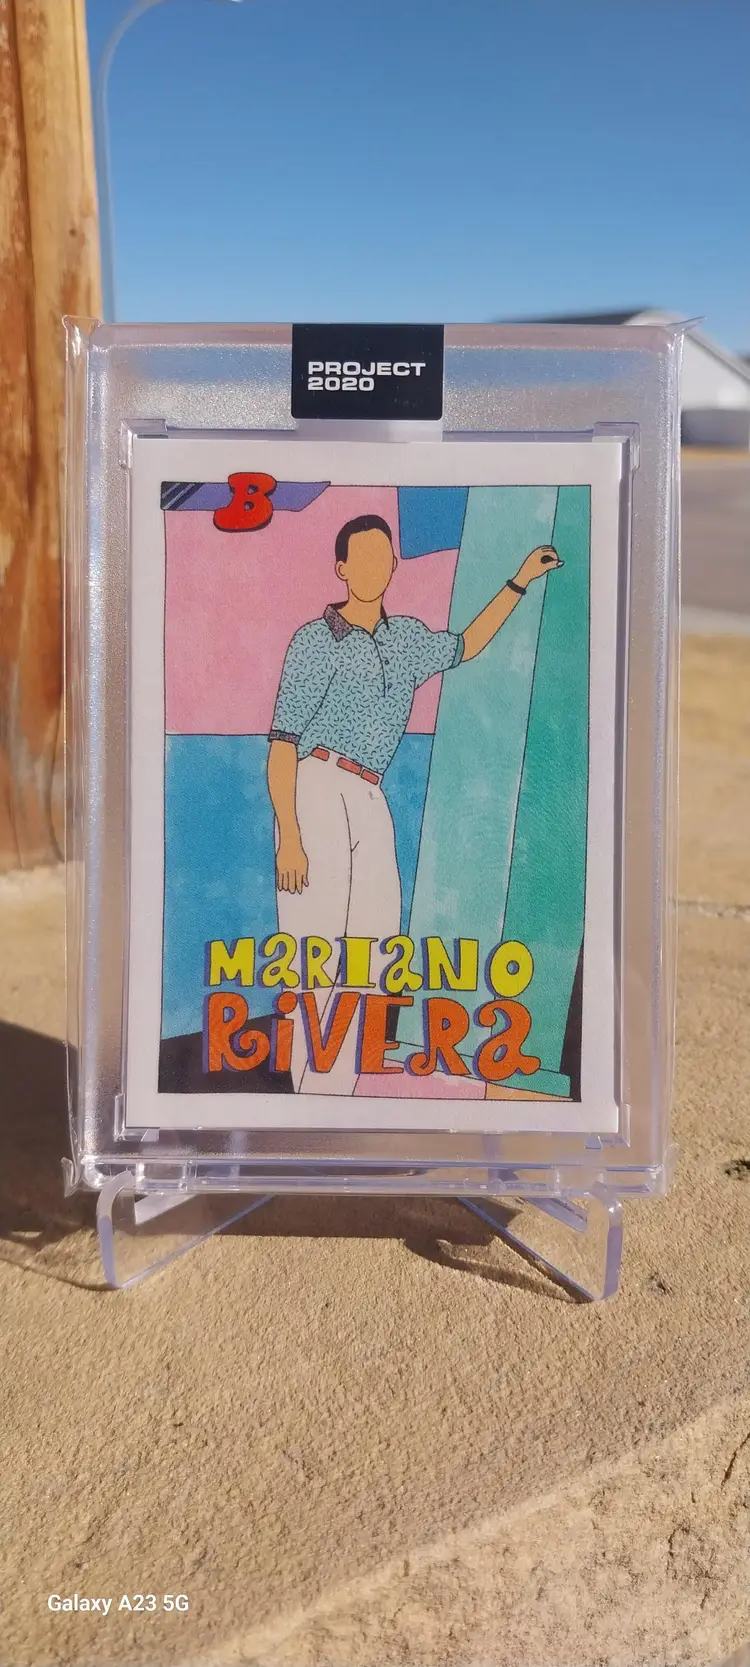 PROJECT
2020
B
MARIANO
RiVERa
Galaxy A23 5G